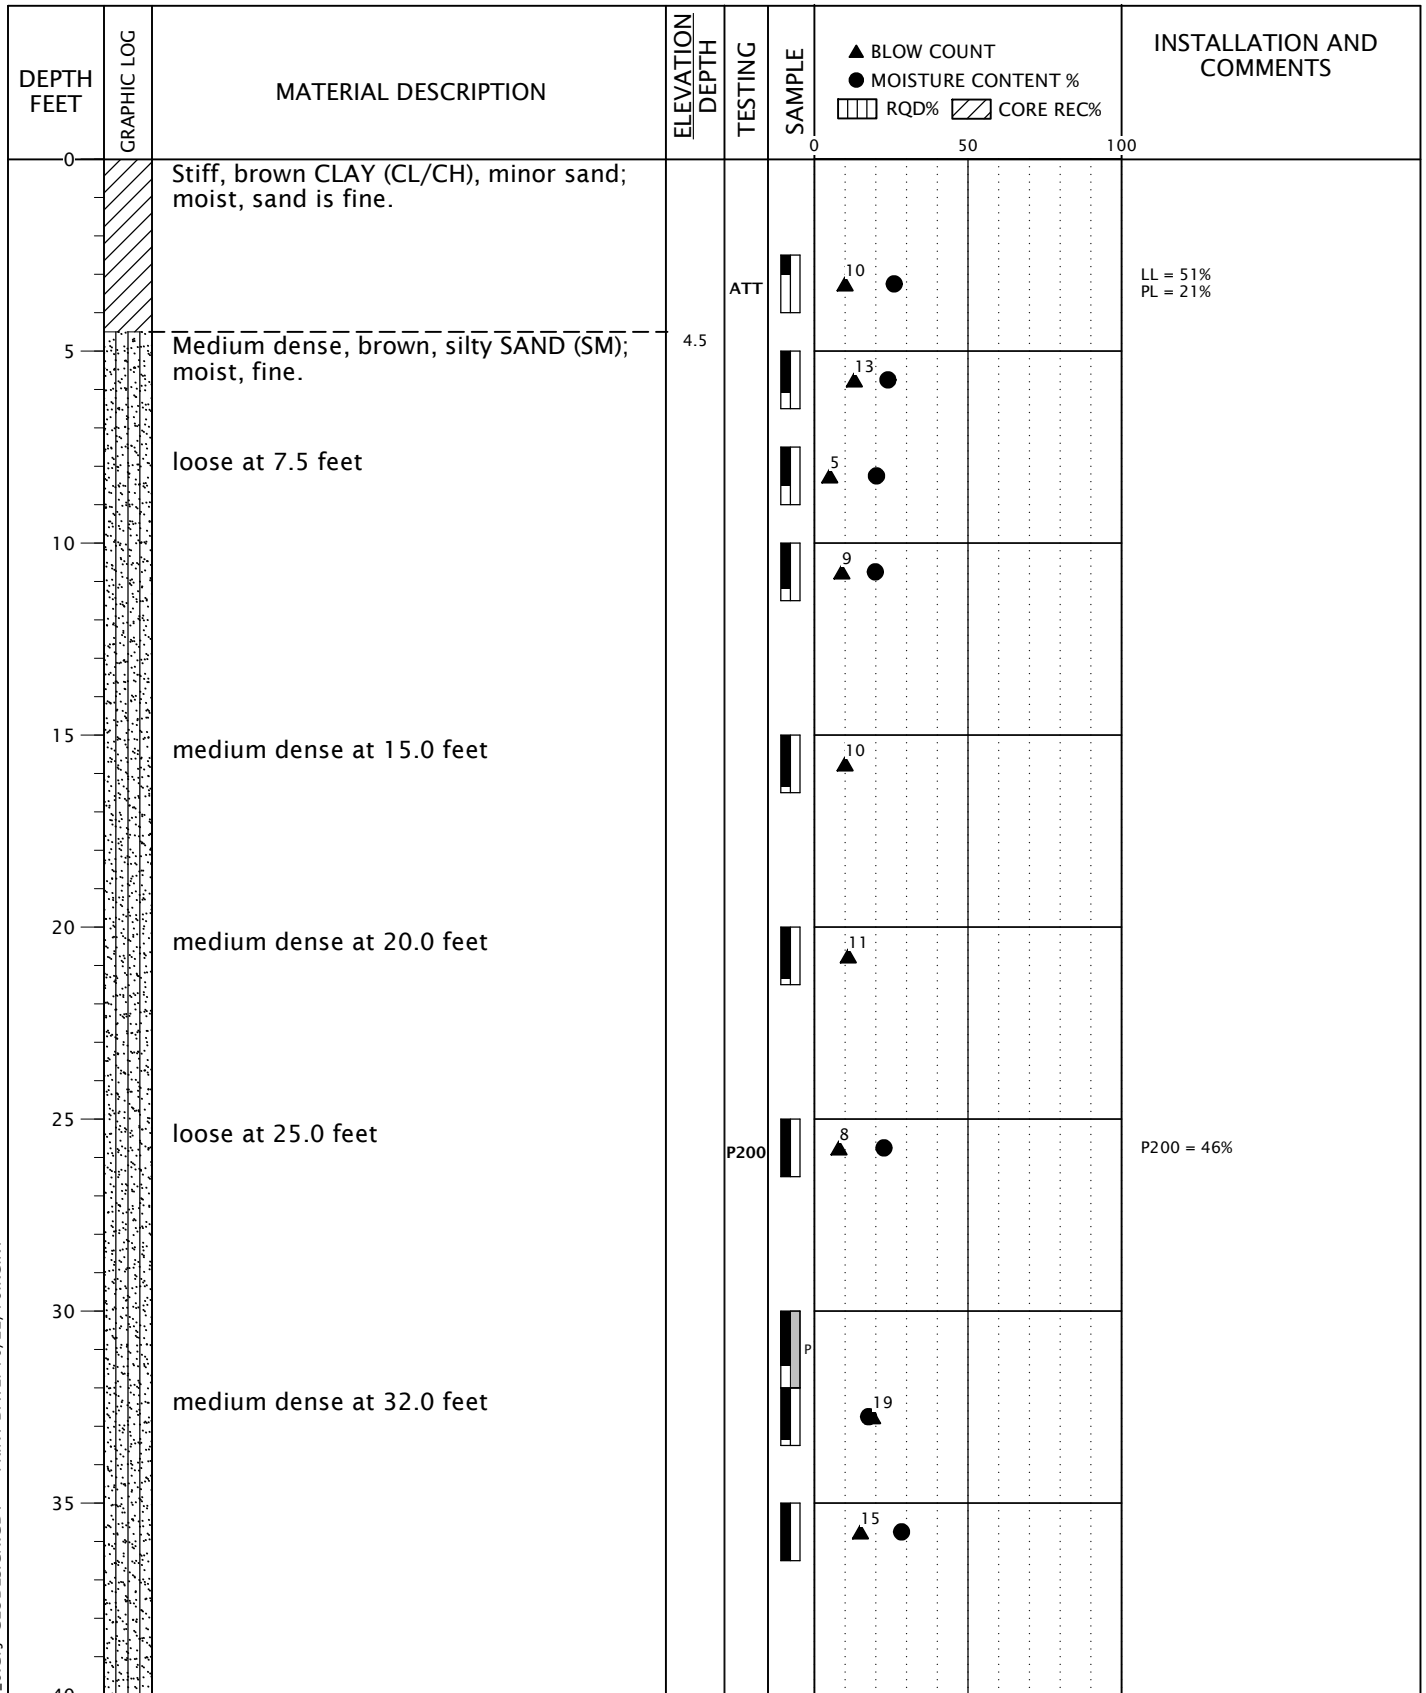 DEPTH
FEET
GRAPHIC LOG
MATERIAL DESCRIPTION
ELEVATION
DEPTH
TESTING
SAMPLE
BLOW COUNT
MOISTURE CONTENT %
RQD% CORE REC%
0 50 100
INSTALLATION AND
COMMENTS
0
Stiff, brown CLAY (CL/CH), minor sand;
moist, sand is fine.
ATT
10
LL = 51%
PL = 21%
4.5
Medium dense, brown, silty SAND (SM);
moist, fine.
5
13
loose at 7.5 feet
5
10
9
15
medium dense at 15.0 feet
10
20
medium dense at 20.0 feet
11
25
loose at 25.0 feet
P200
8
P200 = 46%
30
P
medium dense at 32.0 feet
19
35
15